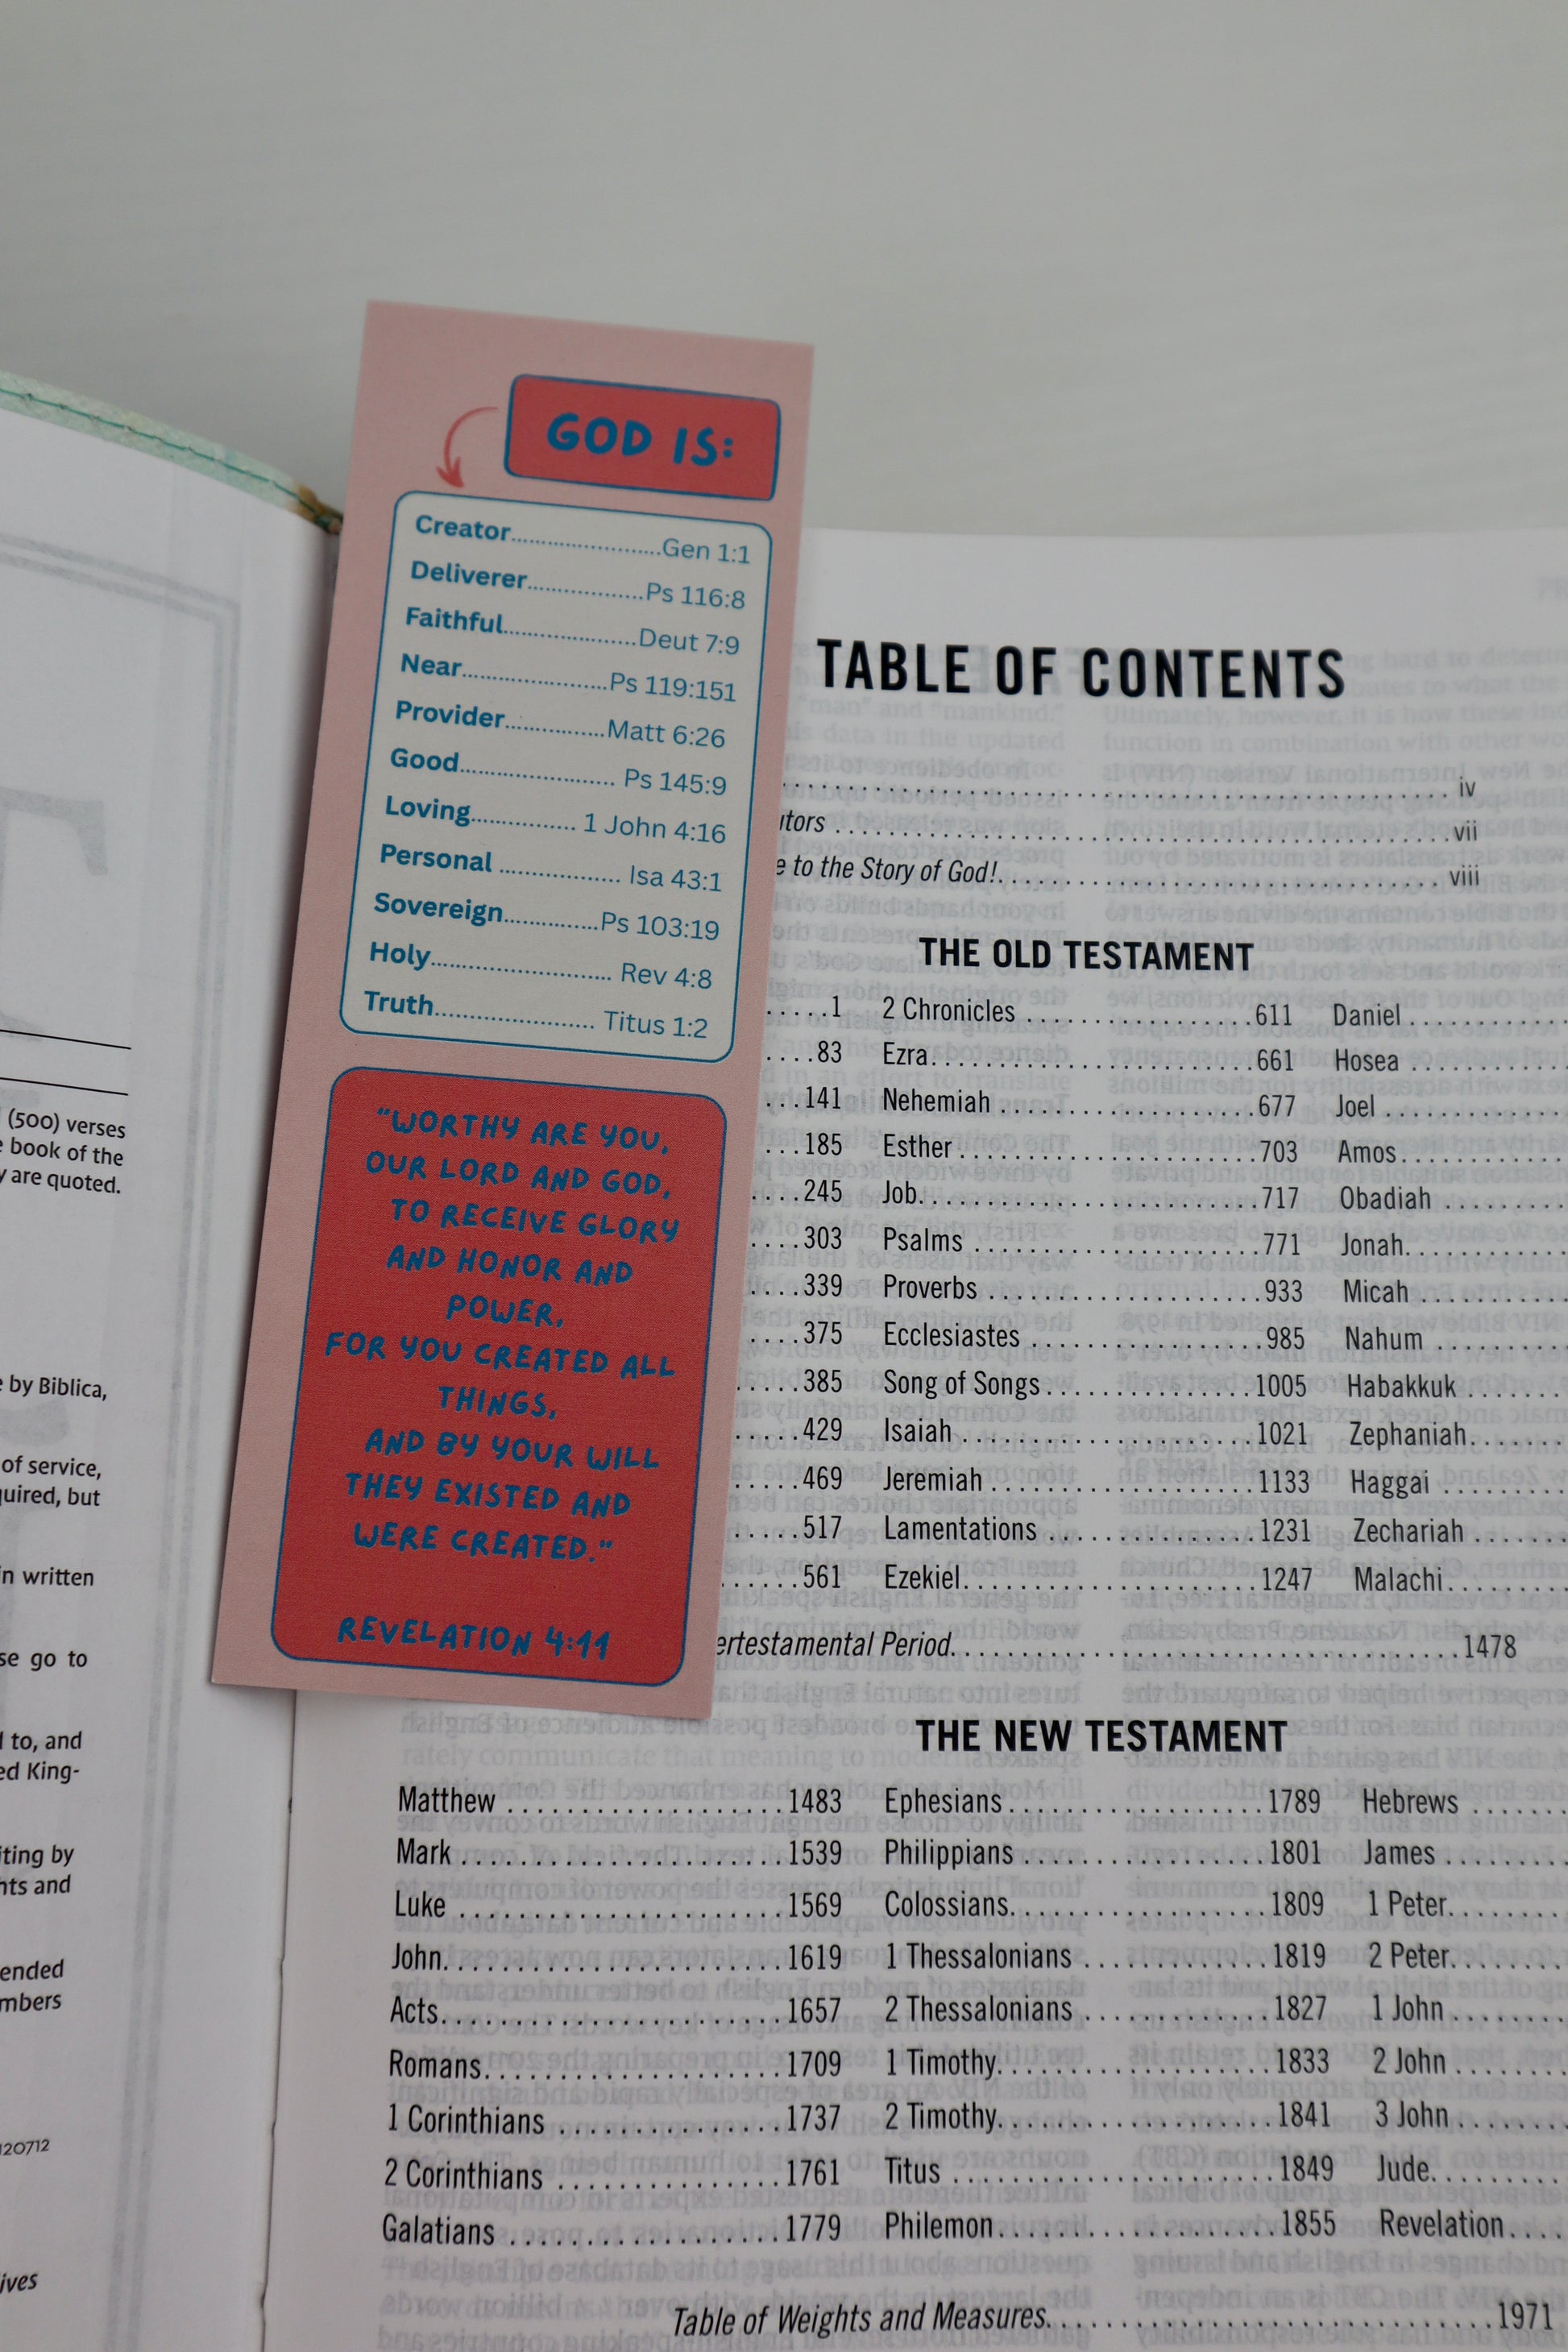 GOD IS:
Creator......................Gen 1:1
Deliverer.................Ps 116:8
Faithful....................Deut 7:9
Near......................Ps 119:151
Provider...............Matt 6:26
Good....................... Ps 145:9
Loving................ 1 John 4:16
Personal .................. Isa 43:1
Sovereign..............Ps 103:19
Holy........................... Rev 4:8
Truth........................ Titus 1:2
"WORTHY ARE YOU,
OUR LORD AND GOD,
TO RECEIVE GLORY
AND HONOR AND
POWER,
FOR YOU CREATED ALL
THINGS,
AND BY YOUR WILL
THEY EXISTED AND
WERE CREATED."
REVELATION 4:11
(500) verses
book of the
are quoted.
by Biblica,
of service,
but
written
go to
to, and
by
and
20712
TABLE OF CONTENTS
iv
vii
to the Story of God! viii
THE OLD TESTAMENT
1 2 Chronicles 611 Daniel
83 Ezra 661 Hosea
141 Nehemiah 677 Joel
185 Esther 703 Amos
245 Job 717 Obadiah
303 Psalms 771 Jonah
339 Proverbs 933 Micah
375 Ecclesiastes 985 Nahum
385 Song of Songs 1005 Habakkuk
429 Isaiah 1021 Zephaniah
469 Jeremiah 1133 Haggai
517 Lamentations 1231 Zechariah
561 Ezekiel 1247 Malachi
Period 1478
THE NEW TESTAMENT
Matthew 1483 Ephesians 1789 Hebrews
Mark 1539 Philippians 1801 James
Luke 1569 Colossians 1809 1 Peter
John 1619 1 Thessalonians 1819 2 Peter
Acts 1657 2 Thessalonians 1827 1 John
Romans 1709 1 Timothy 1833 2 John
1 Corinthians 1737 2 Timothy 1841 3 John
2 Corinthians 1761 Titus 1849 Jude
Galatians 1779 Philemon 1855 Revelation
Table of Weights and Measures 1971